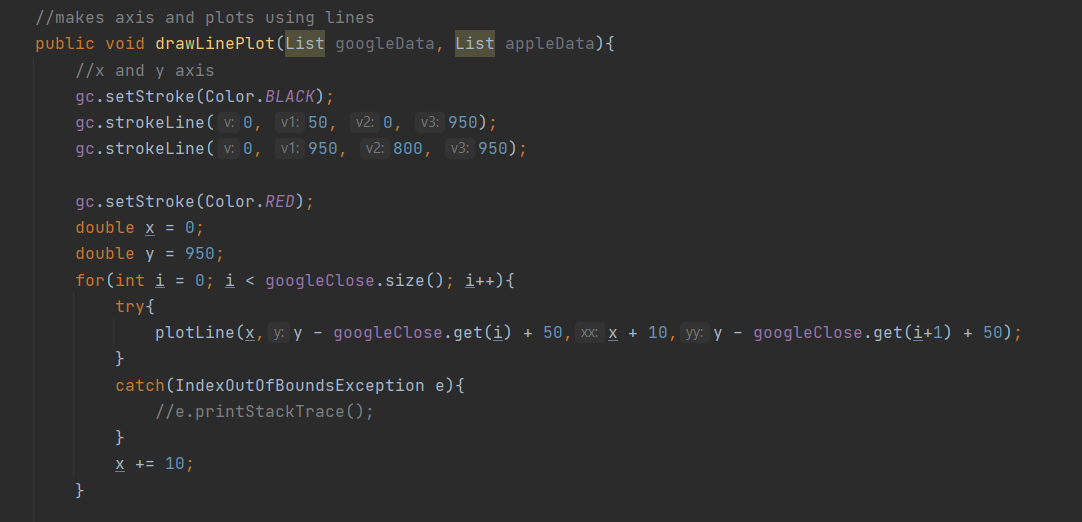 //makes axis and plots using lines
public void drawLinePlot(List googleData, List appleData){
//x and y axis
gc.setStroke(Color.BLACK);
gc.strokeLine( v: 0, v1: 50, v2: 0, v3: 950);
gc.strokeLine( v: 0, v1: 950, v2: 800, v3: 950);
gc.setStroke(Color.RED);
double x = 0;
double y = 950;
for(int i = 0; i < googleClose.size(); i++){
try{
plotLine(x, y: y - googleClose.get(i) + 50, xx: x + 10, yy: y - googleClose.get(i+1) + 50);
}
catch(IndexOutOfBoundsException e){
//e.printStackTrace();
}
x += 10;
}